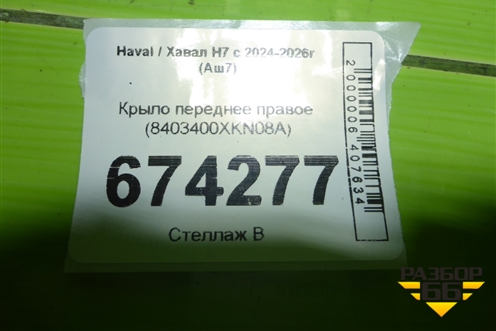 Haval / Хавал H7 с 2024-2026г
(Аш7)
Крыло переднее правое
(8403400XKN08A)
674277
Стеллаж В
2000006407634
РАЗБОР
66